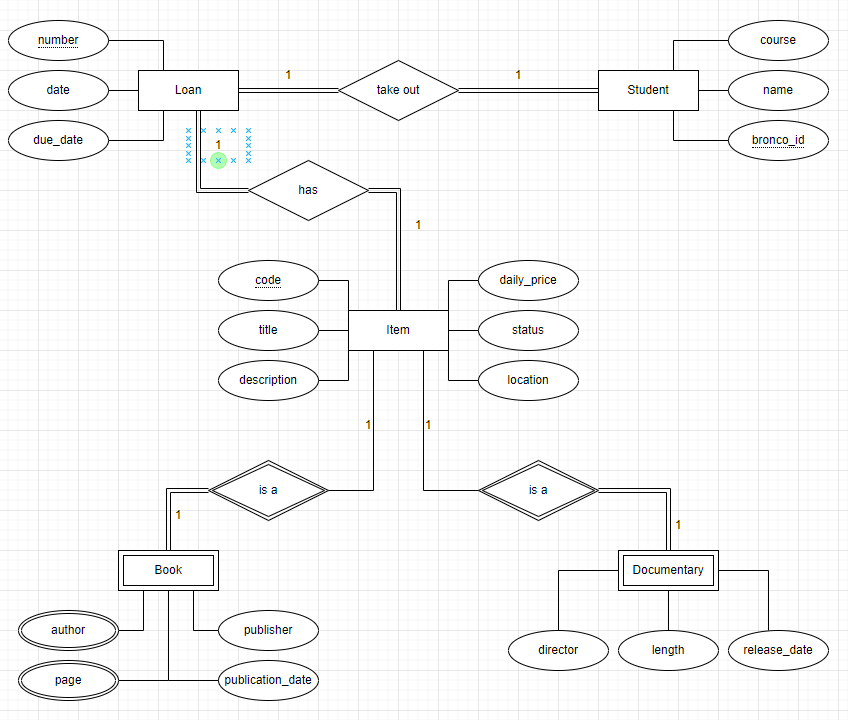 number
course
1
1
date
Loan
take out
Student
name
due_date
1
bronco_id
has
1
code
daily_price
title
Item
status
description
location
1
1
is a
is a
1
1
Book
Documentary
author
publisher
director
length
release_date
page
publication_date